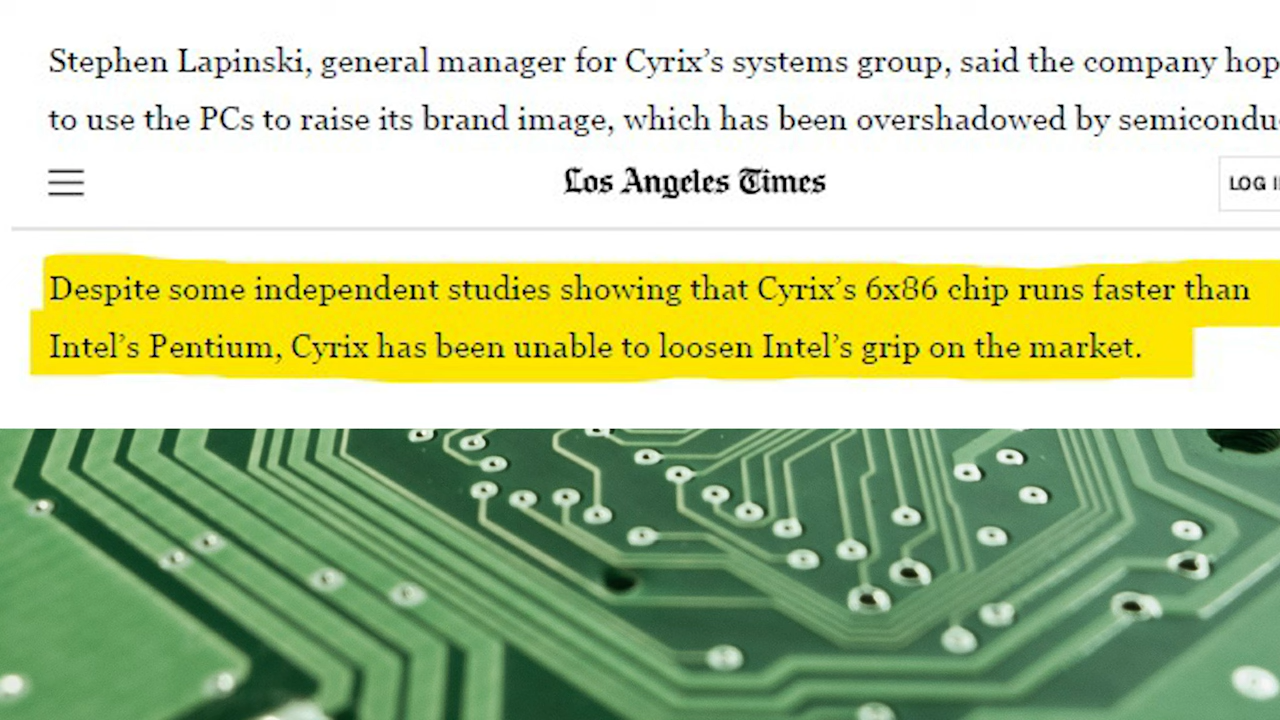 Stephen Lapinski, general manager for Cyrix’s systems group, said the company
to use the PCs to raise its brand image, which has been overshadowed by
Los Angeles Times
LOG
Despite some independent studies showing that Cyrix’s 6x86 chip runs faster than
Intel’s Pentium, Cyrix has been unable to loosen Intel’s grip on the market.